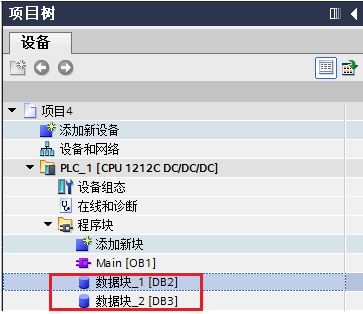 项目树
设备
项目4
添加新设备
设备和网络
PLC_1 [CPU 1212C DC/DC/DC]
设备组态
在线和诊断
程序块
添加新块
Main [OB1]
数据块_1 [DB2]
数据块_2 [DB3]